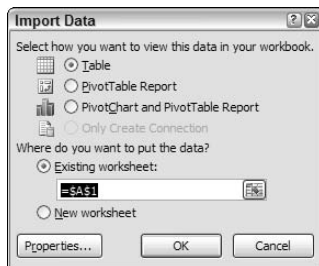 Import Data
Select how you want to view this data in your workbook.
Table
PivotTable Report
PivotChart and PivotTable Report
Only Create Connection
Where do you want to put the data?
Existing worksheet:
=$A$1
New worksheet
Properties... OK Cancel